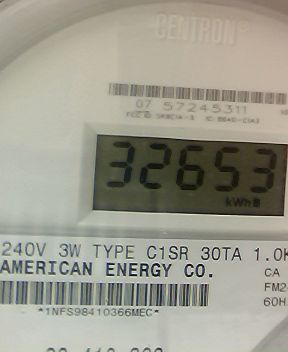 CENTRON®
07 57245311
32653
kWh
240V 3W TYPE C1SR 30TA 1.0K
AMERICAN ENERGY CO.
CA
FM2
60H
*1NFS98410366MEC*